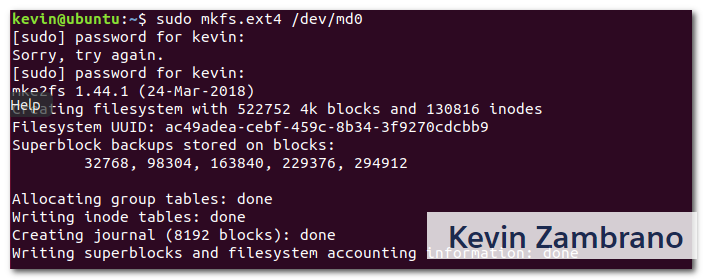 kevin@ubuntu:~$ sudo mkfs.ext4 /dev/md0
[sudo] password for kevin:
Sorry, try again.
[sudo] password for kevin:
mke2fs 1.44.1 (24-Mar-2018)
Help
Creating filesystem with 522752 4k blocks and 130816 inodes
Filesystem UUID: ac49adea-cebf-459c-8b34-3f9270cdcbb9
Superblock backups stored on blocks:
        32768, 98304, 163840, 229376, 294912

Allocating group tables: done
Writing inode tables: done
Creating journal (8192 blocks): done
Kevin Zambrano
Writing superblocks and filesystem accounting information: done